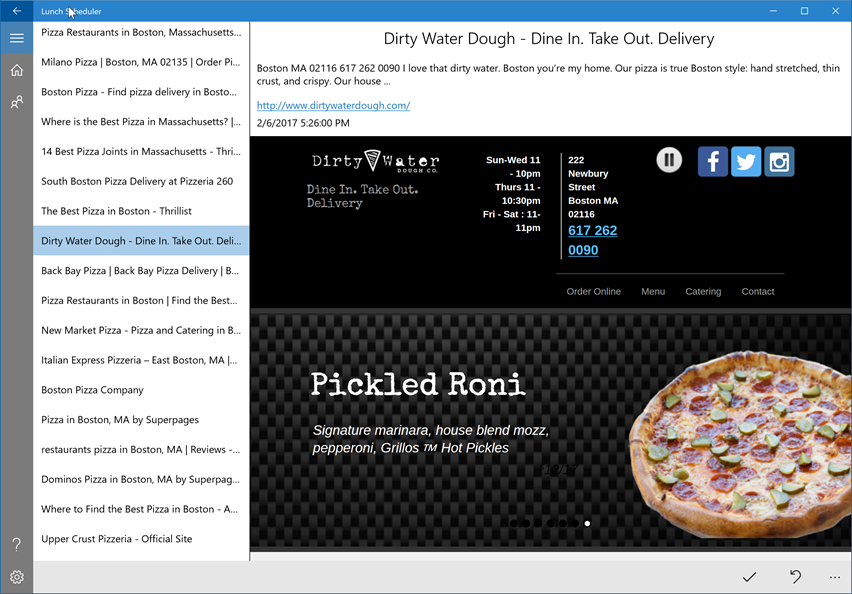 Lunch Scheduler
Pizza Restaurants in Boston, Massachusetts...
Milano Pizza | Boston, MA 02135 | Order Pi...
Boston Pizza - Find pizza delivery in Bosto...
Where is the Best Pizza in Massachusetts? |...
14 Best Pizza Joints in Massachusetts - Thri...
South Boston Pizza Delivery at Pizzeria 260
The Best Pizza in Boston - Thrillist
Dirty Water Dough - Dine In. Take Out. Deli...
Back Bay Pizza | Back Bay Pizza Delivery | B...
Pizza Restaurants in Boston | Find the Best...
New Market Pizza - Pizza and Catering in B...
Italian Express Pizzeria – East Boston, MA |...
Boston Pizza Company
Pizza in Boston, MA by Superpages
restaurants pizza in Boston, MA | Reviews -...
Dominos Pizza in Boston, MA by Superpag...
Where to Find the Best Pizza in Boston - A...
Upper Crust Pizzeria - Official Site
Dirty Water Dough - Dine In. Take Out. Delivery
Boston MA 02116 617 262 0090 I love that dirty water. Boston you're my home. Our pizza is true Boston style: hand stretched, thin
crust, and crispy. Our house ...
http://www.dirtywaterdough.com/
2/6/2017 5:26:00 PM
Dirty Water
DOUGH CO.
Dine In. Take Out.
Delivery
Sun-Wed 11
- 10pm
Thurs 11 -
10:30pm
Fri - Sat : 11-
11pm
222
Newbury
Street
Boston MA
02116
617 262
0090
Order Online Menu Catering Contact
Pickled Roni
Signature marinara, house blend mozz,
pepperoni, Grillos ™ Hot Pickles